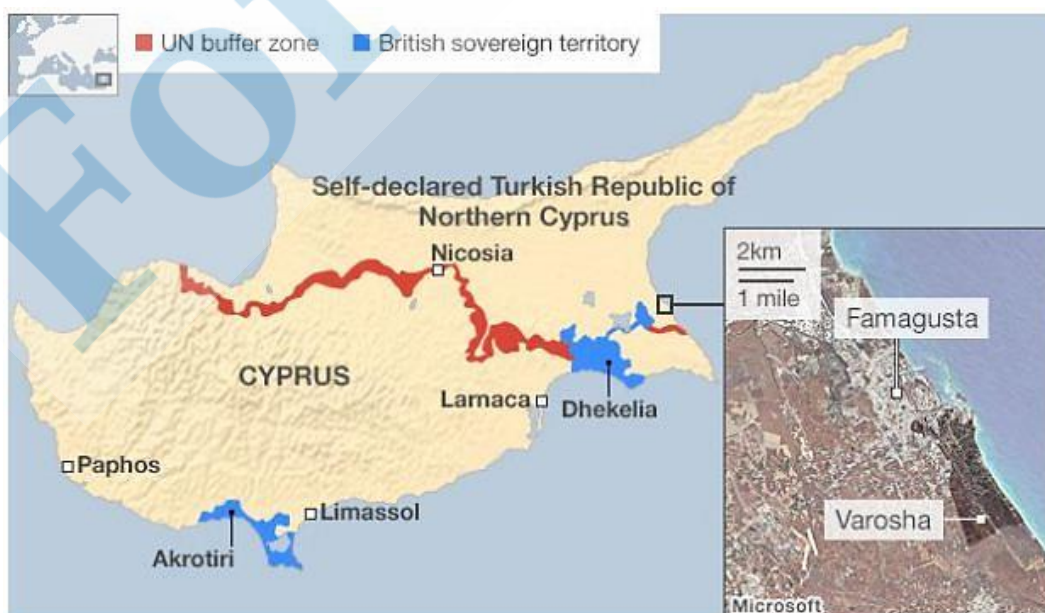 UN buffer zone
British sovereign territory
Self-declared Turkish Republic of
Northern Cyprus
Nicosia
CYPRUS
Larnaca
Dhekelia
Paphos
Limassol
Akrotiri
2km
1 mile
Famagusta
Varosha
Microsoft
For